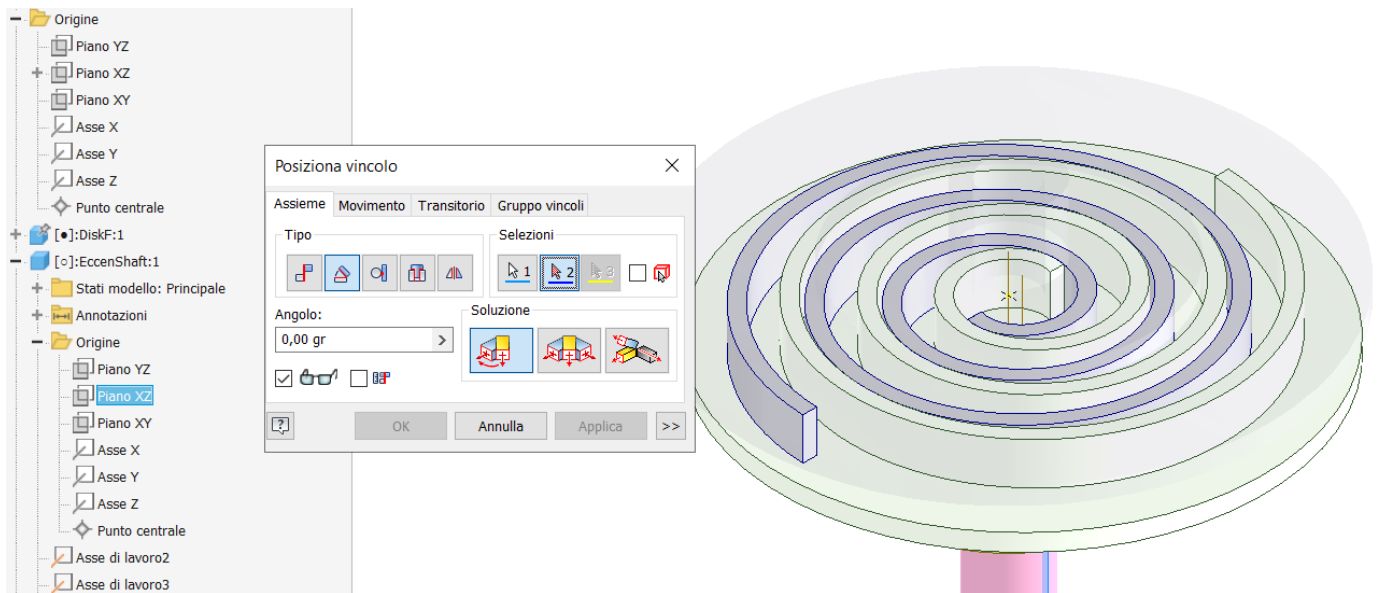 Origine
Piano YZ
Piano XZ
Piano XY
Asse X
Asse Y
Asse Z
Punto centrale
[●]:DiskF:1
[○]:EccenShaft:1
Stati modello: Principale
Annotazioni
Origine
Piano YZ
Piano XZ
Piano XY
Asse X
Asse Y
Asse Z
Punto centrale
Asse di lavoro2
Asse di lavoro3
Posiziona vincolo
Assieme Movimento Transitorio Gruppo vincoli
Tipo
Selezioni
1 2 3
Angolo:
Soluzione
0,00 gr >
? OK Annulla Applica >>